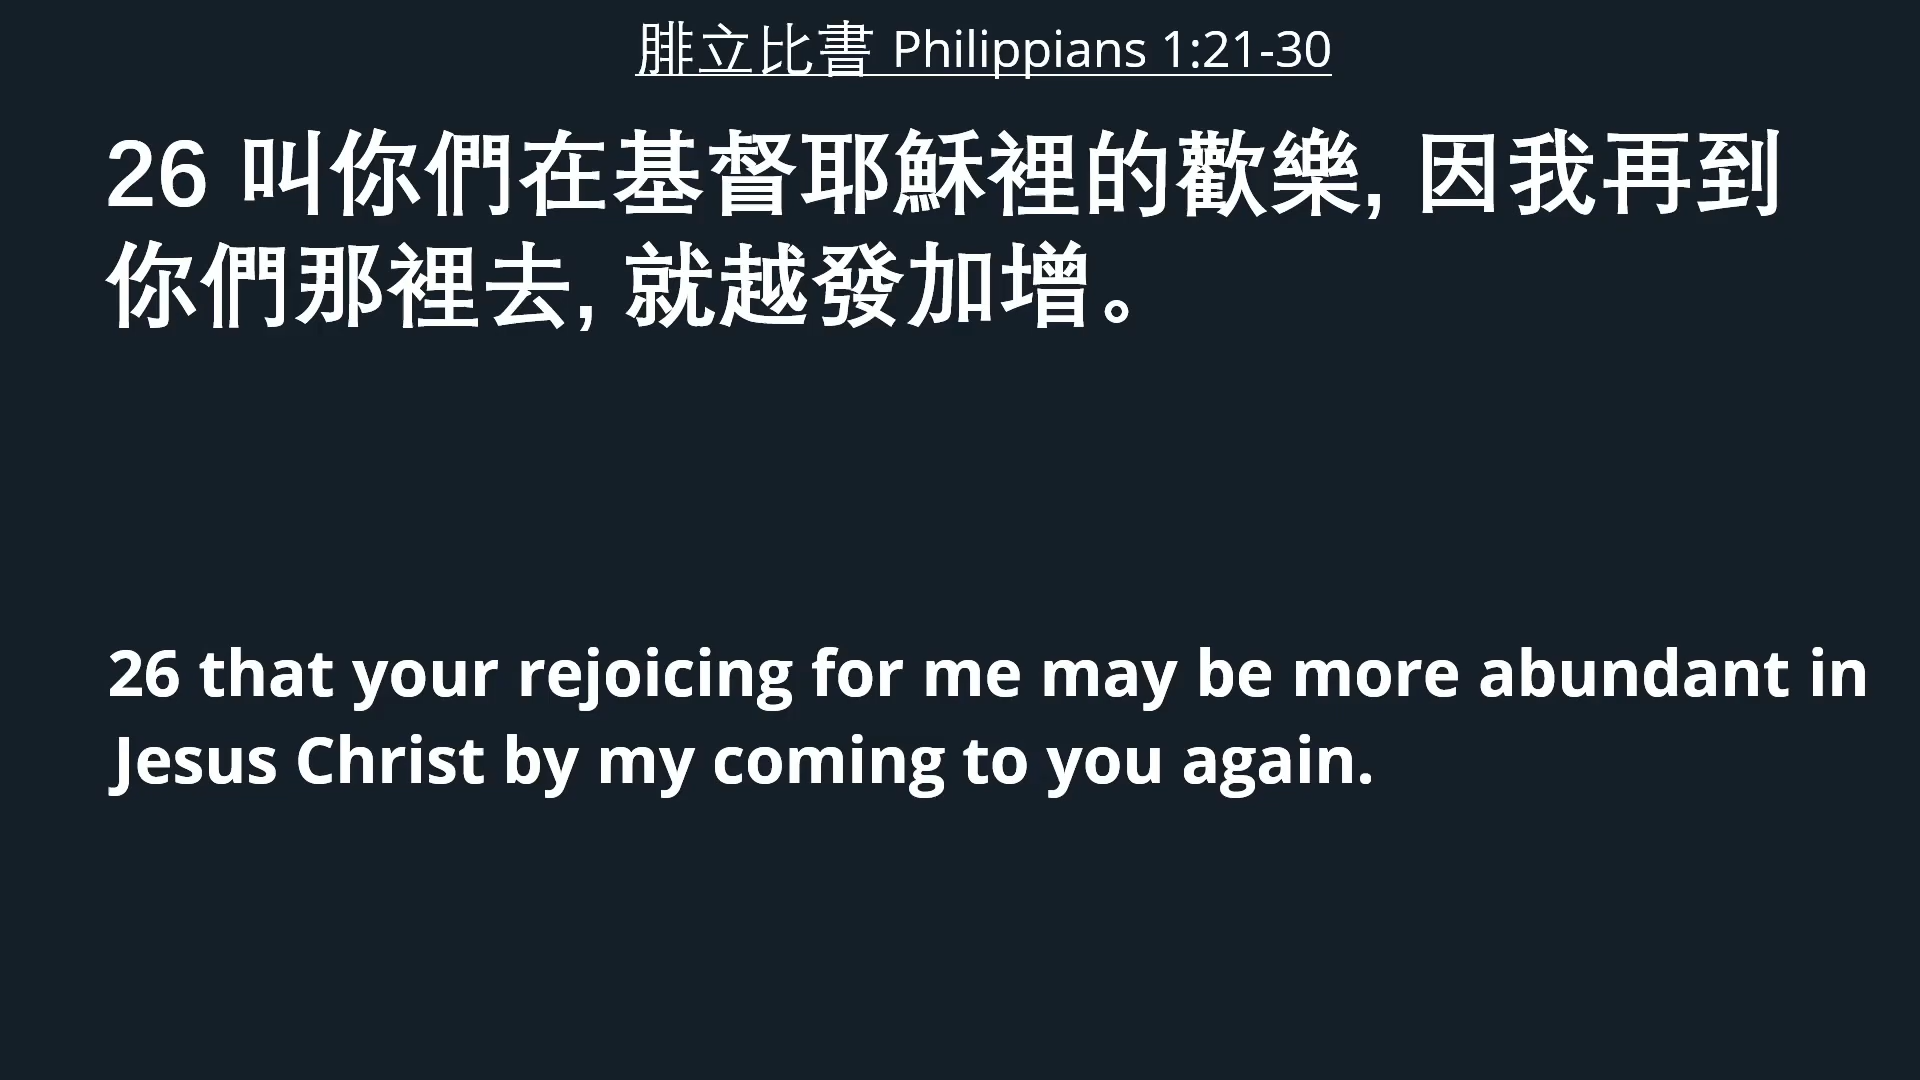 腓立比書 Philippians 1:21-30
26 叫你們在基督耶穌裡的歡樂, 因我再到
你們那裡去, 就越發加增。
26 that your rejoicing for me may be more abundant in
Jesus Christ by my coming to you again.